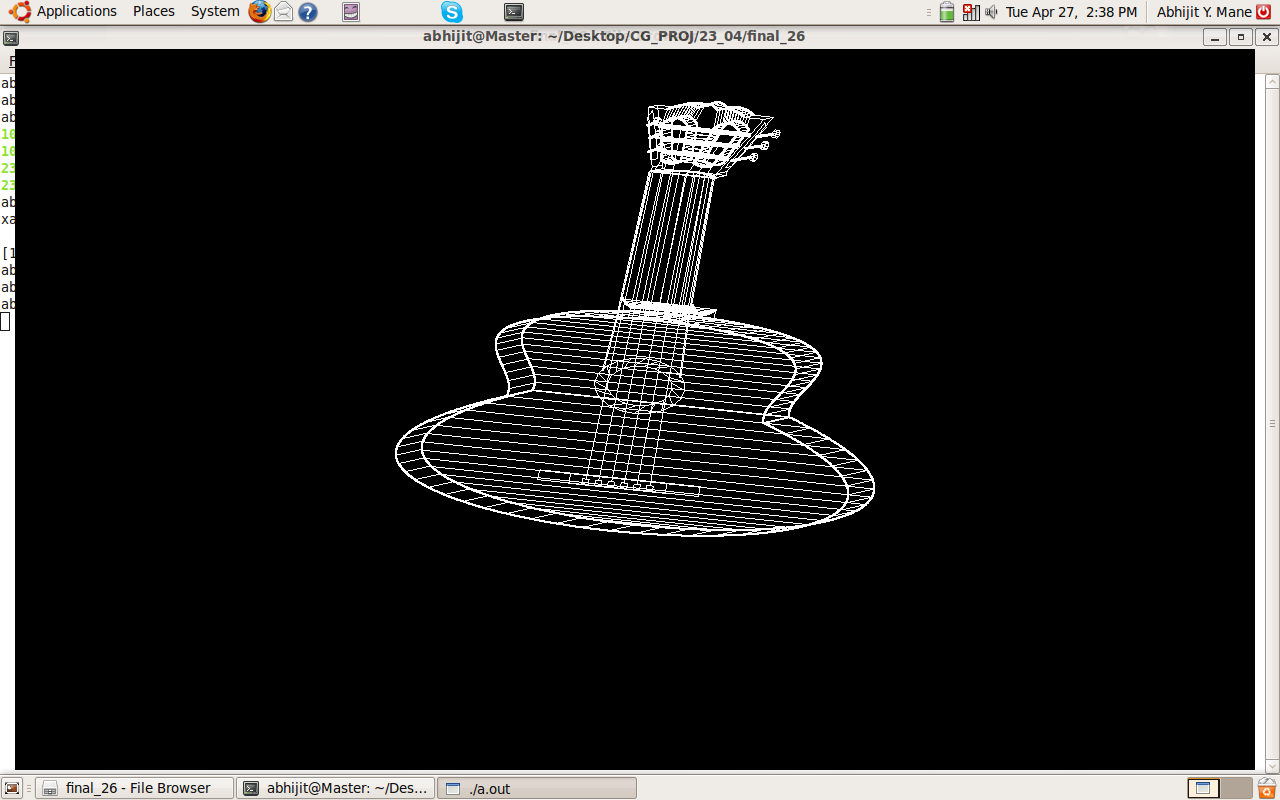 Applications Places System Tue Apr 27, 2:38 PM Abhijit Y. Mane
abhijit@Master: ~/Desktop/CG_PROJ/23_04/final_26
F
ab
ab
ab
10
10
23
23
ab
xa
[1
ab
ab
ab
final_26 - File Browser abhijit@Master: ~/Des... ./a.out